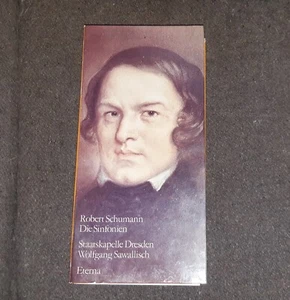 Robert Schumann
Die Sinfonien
Staatskapelle Dresden
Wolfgang Sawallisch
Eterna